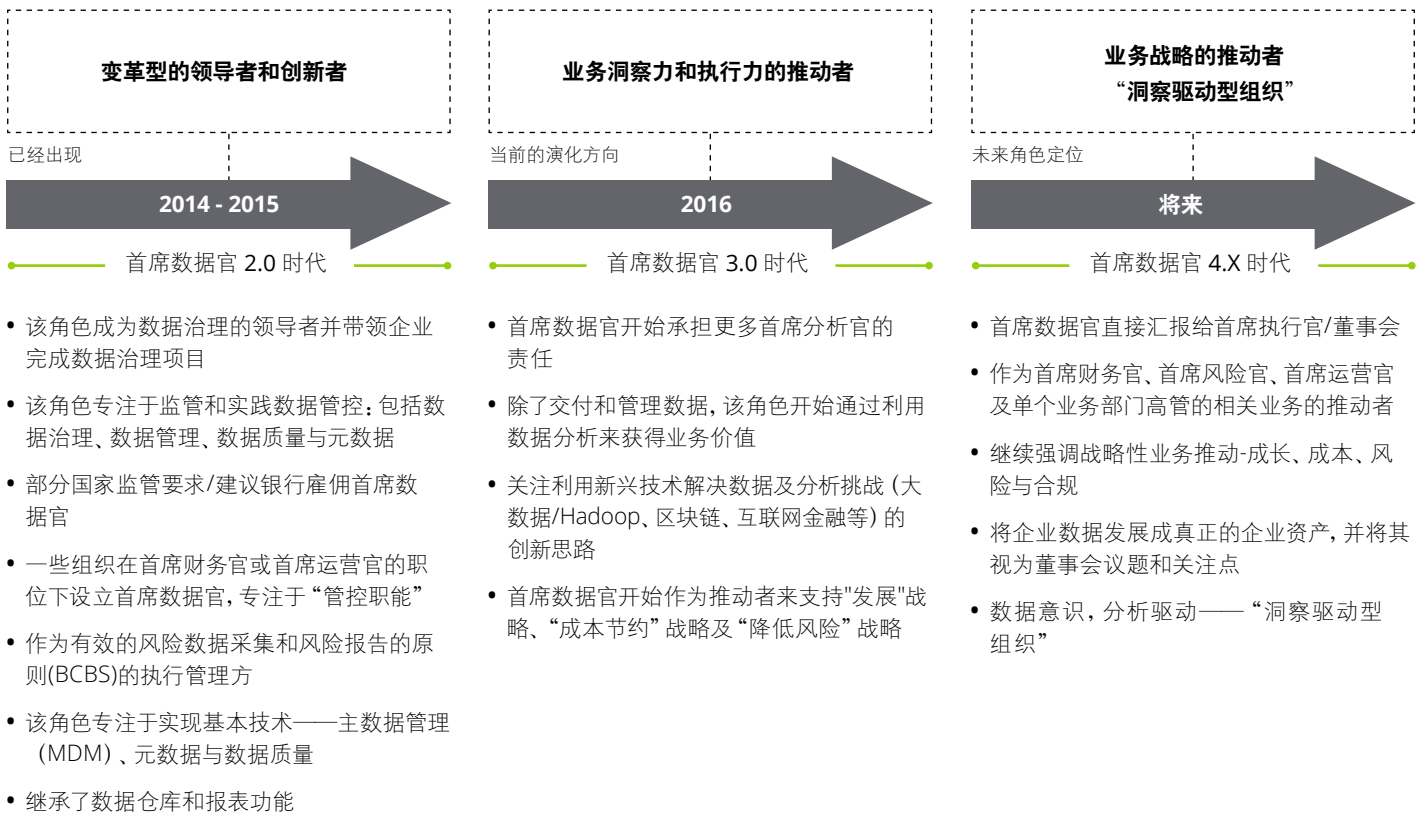 变革型的领导者和创新者
已经出现
2014 - 2015
首席数据官 2.0 时代
• 该角色成为数据治理的领导者并带领企业
完成数据治理项目
• 该角色专注于监管和实践数据管控：包括数
据治理、数据管理、数据质量与元数据
• 部分国家监管要求/建议银行雇佣首席数
据官
• 一些组织在首席财务官或首席运营官的职
位下设立首席数据官，专注于“管控职能”
• 作为有效的风险数据采集和风险报告的原
则(BCBS)的执行管理方
• 该角色专注于实现基本技术——主数据管理
（MDM）、元数据与数据质量
• 继承了数据仓库和报表功能
业务洞察力和执行力的推动者
当前的演化方向
2016
首席数据官 3.0 时代
• 首席数据官开始承担更多首席分析官的
责任
• 除了交付和管理数据，该角色开始通过利用
数据分析来获得业务价值
• 关注利用新兴技术解决数据及分析挑战（大
数据/Hadoop、区块链、互联网金融等）的
创新思路
• 首席数据官开始作为推动者来支持"发展"战
略、“成本节约”战略及“降低风险”战略
业务战略的推动者
“洞察驱动型组织”
未来角色定位
将来
首席数据官 4.X 时代
• 首席数据官直接汇报给首席执行官/董事会
• 作为首席财务官、首席风险官、首席运营官
及单个业务部门高管的相关业务的推动者
• 继续强调战略性业务推动-成长、成本、风
险与合规
• 将企业数据发展成真正的企业资产，并将其
视为董事会议题和关注点
• 数据意识，分析驱动——“洞察驱动型
组织”